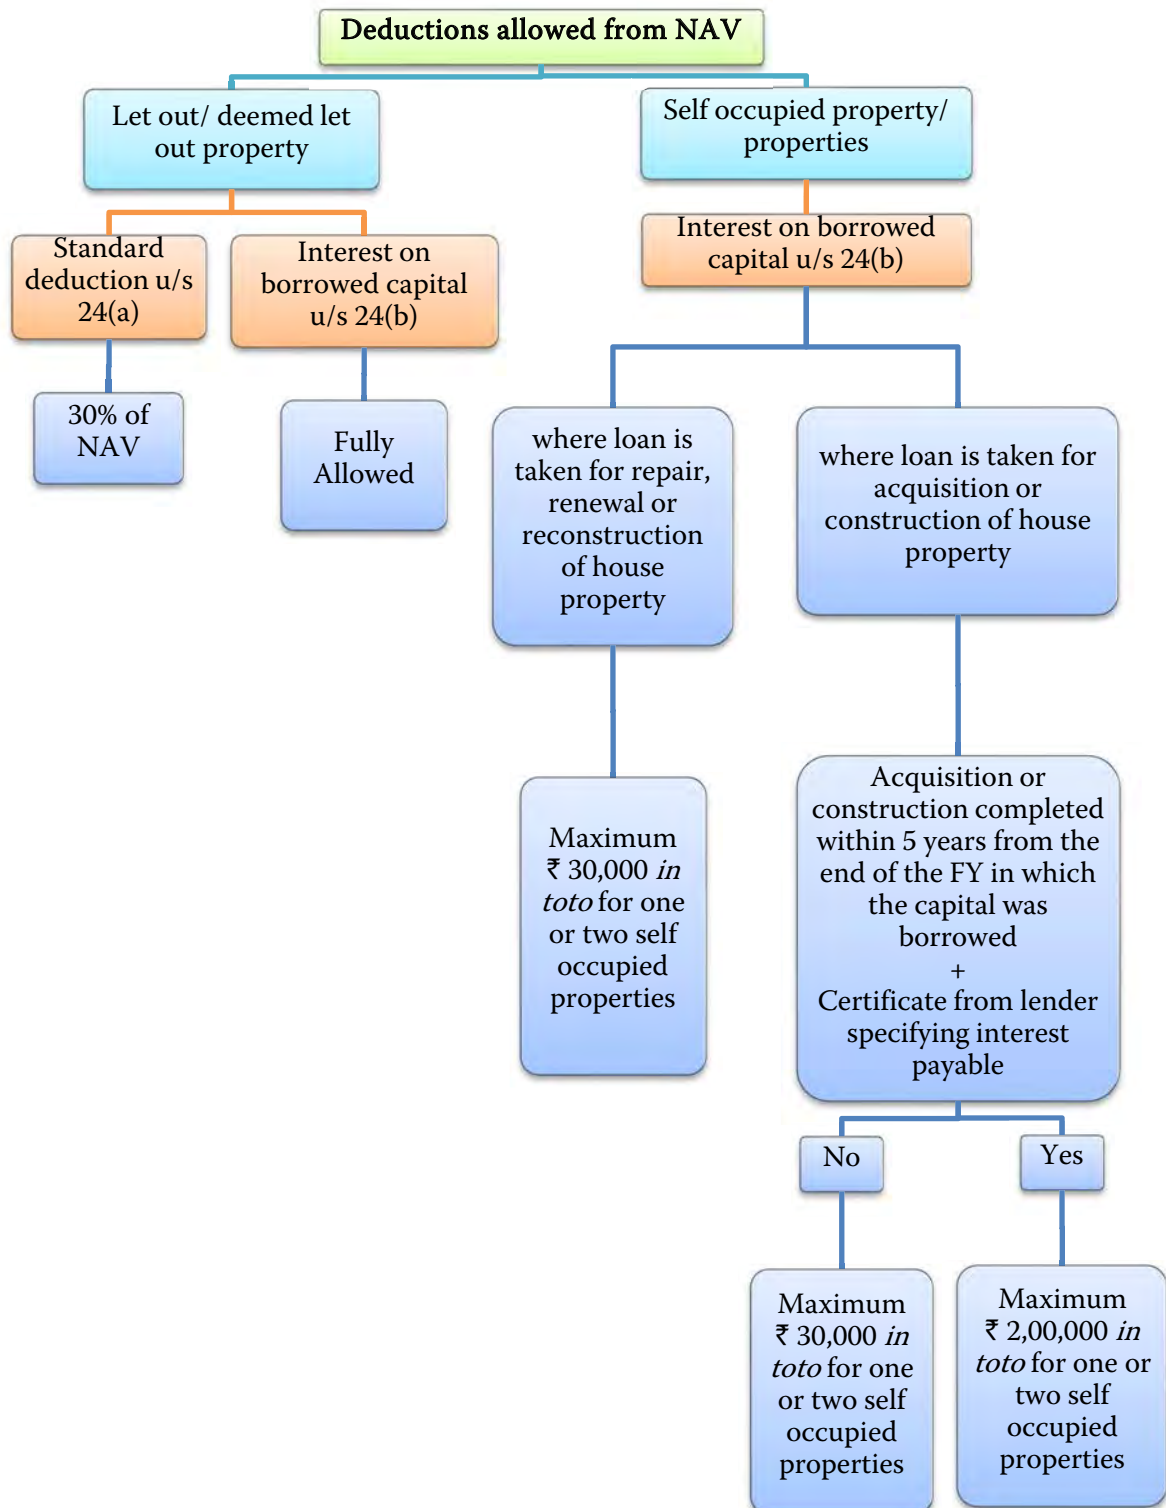 Deductions allowed from NAV
Let out/ deemed let
out property
Self occupied property/
properties
Standard
deduction u/s
24(a)
Interest on
borrowed capital
u/s 24(b)
Interest on borrowed
capital u/s 24(b)
30% of
NAV
Fully
Allowed
where loan is
taken for repair,
renewal or
reconstruction
of house
property
where loan is taken for
acquisition or
construction of house
property
Maximum
₹ 30,000 in
toto for one
or two self
occupied
properties
Acquisition or
construction completed
within 5 years from the
end of the FY in which
the capital was
borrowed
+
Certificate from lender
specifying interest
payable
No
Yes
Maximum
₹ 30,000 in
toto for one
or two self
occupied
properties
Maximum
₹ 2,00,000 in
toto for one or
two self
occupied
properties